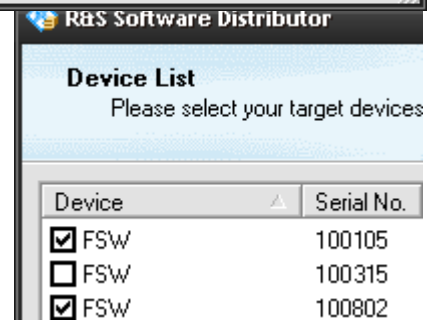 R&S Software Distributor
Device List
Please select your target devices
Device Serial No.
FSW 100105
FSW 100315
FSW 100802